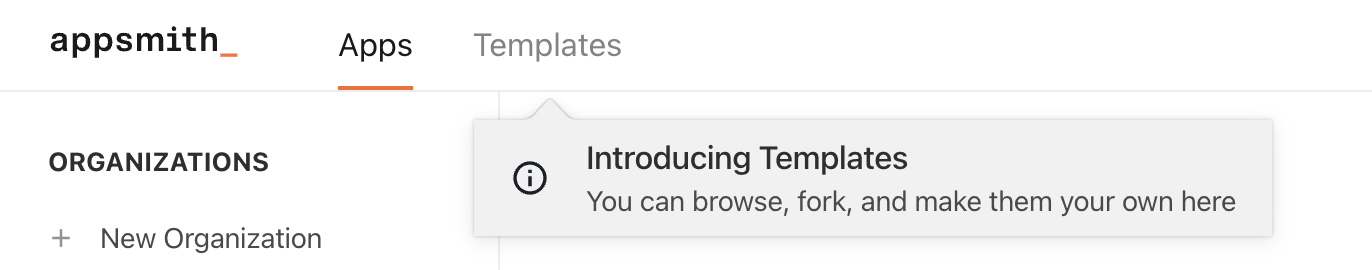 appsmith_
Apps
Templates
ORGANIZATIONS
+ New Organization
Introducing Templates
You can browse, fork, and make them your own here